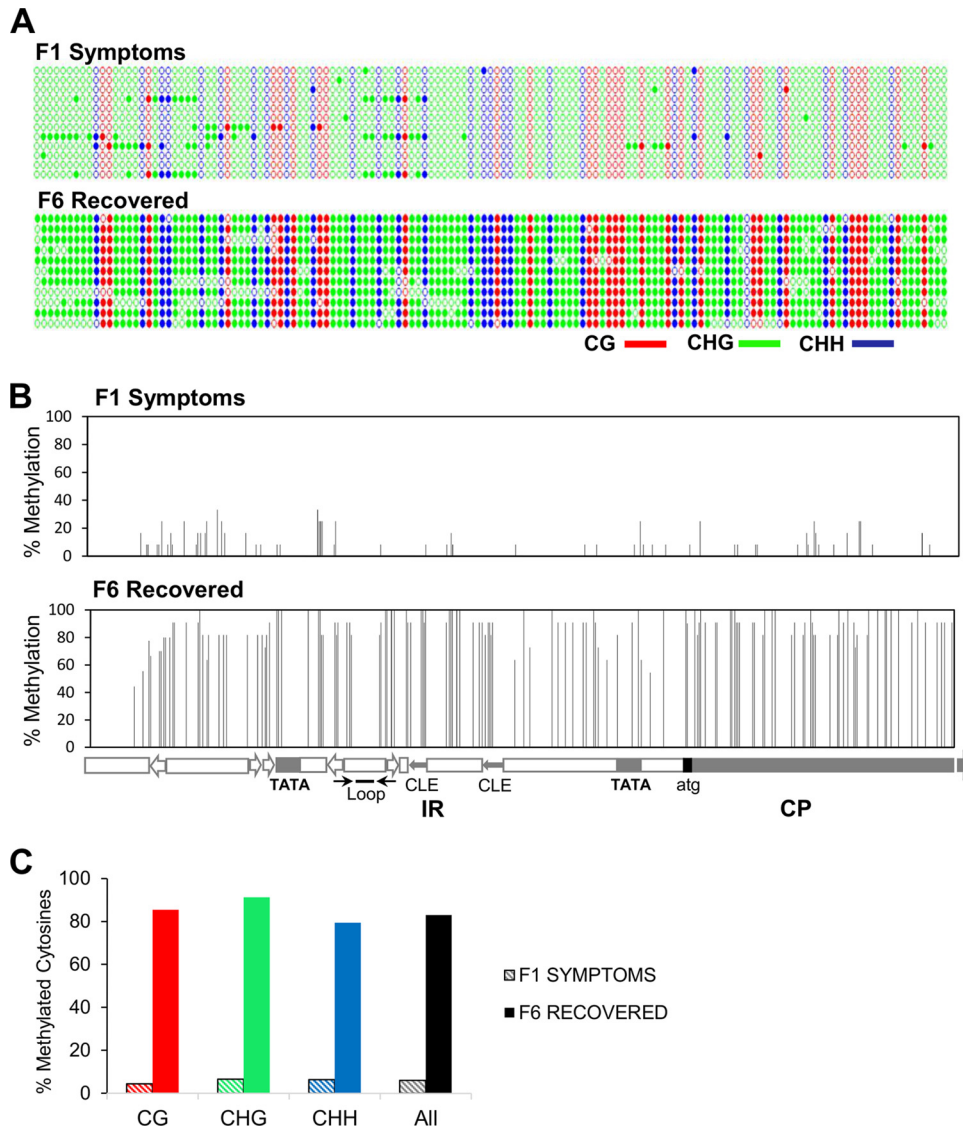 A
F1 Symptoms
F6 Recovered
CG CHG CHH
B
F1 Symptoms
% Methylation
100
80
60
40
20
0
F6 Recovered
% Methylation
100
80
60
40
20
0
TATA Loop CLE CLE TATA atg
IR CP
C
% Methylated Cytosines
100
80
60
40
20
0
CG CHG CHH All
F1 SYMPTOMS
F6 RECOVERED